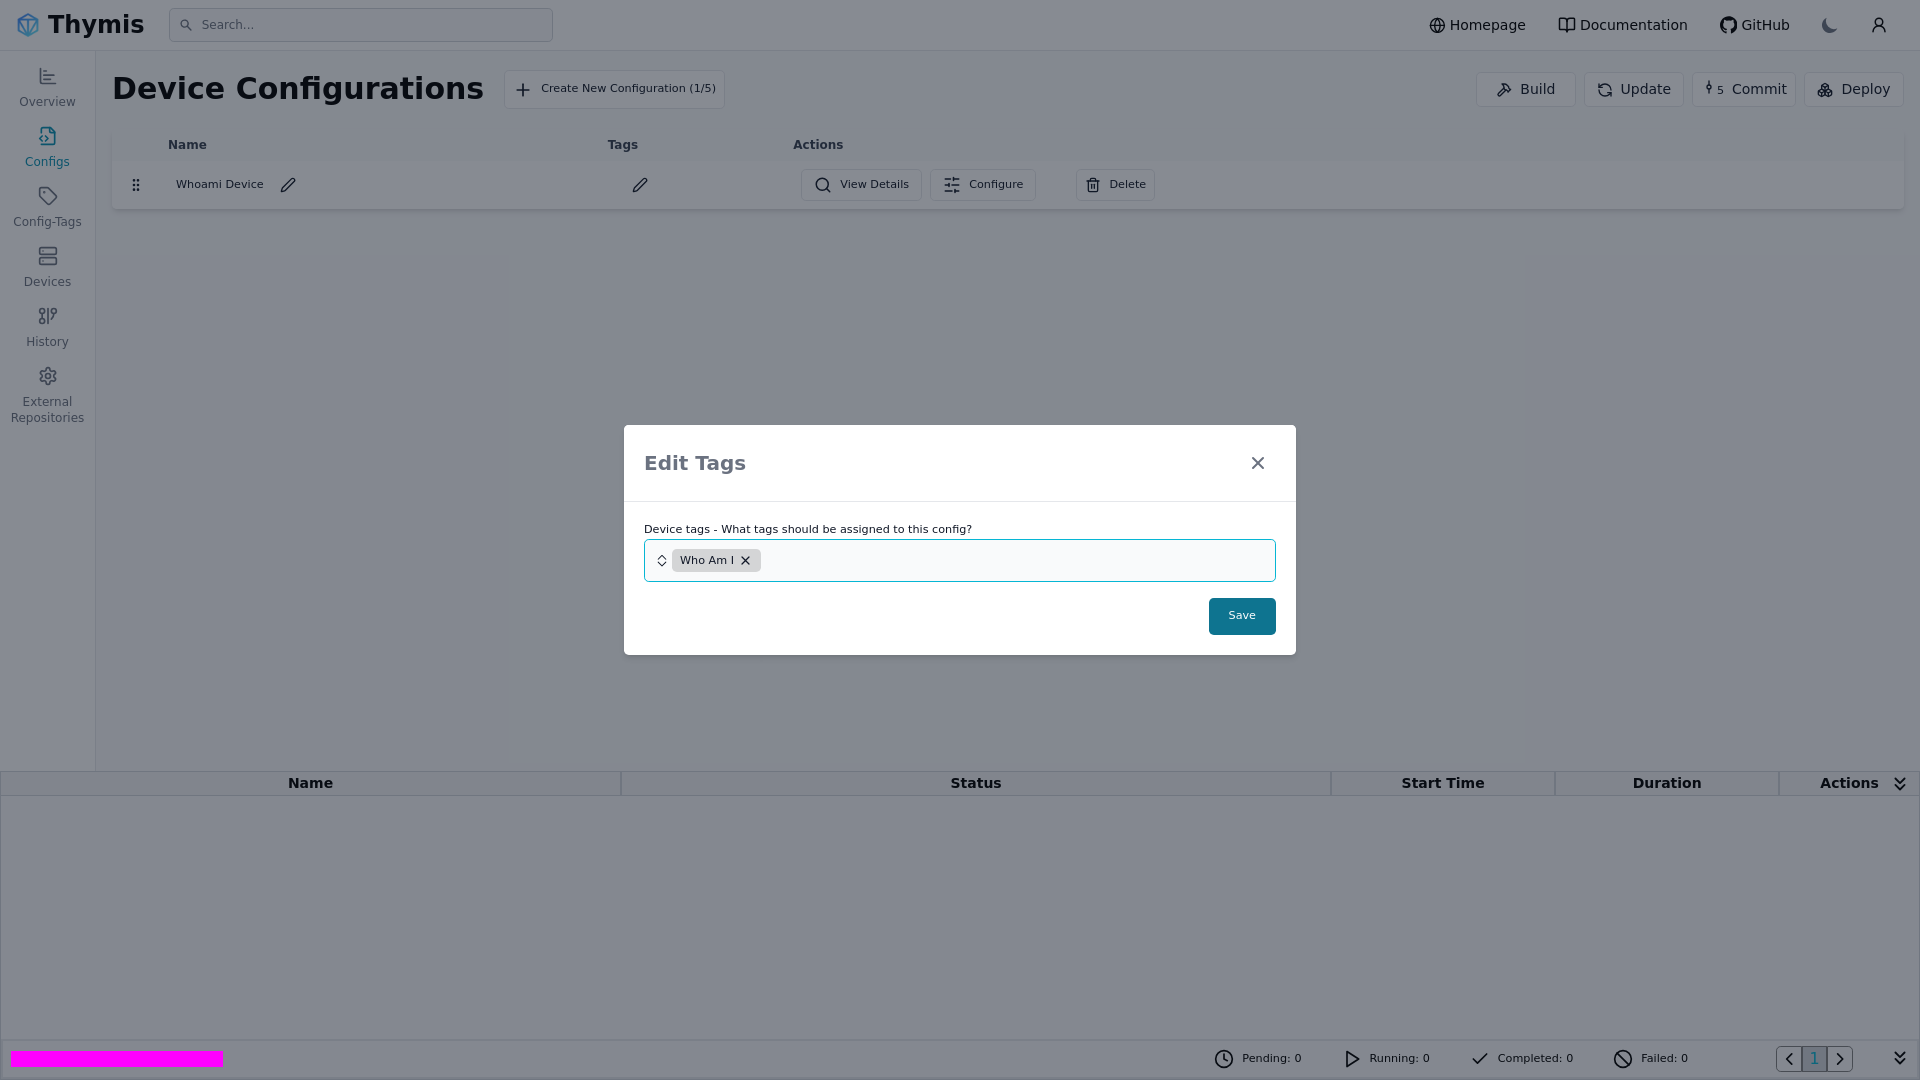 Thymis
Search...
Homepage
Documentation
GitHub
Overview
Configs
Config-Tags
Devices
History
External
Repositories
Device Configurations
Create New Configuration (1/5)
Build
Update
5 Commit
Deploy
Name Tags Actions
Whoami Device
View Details
Configure
Delete
Edit Tags
Device tags - What tags should be assigned to this config?
Who Am I
Save
Name Status Start Time Duration Actions
Pending: 0
Running: 0
Completed: 0
Failed: 0
1